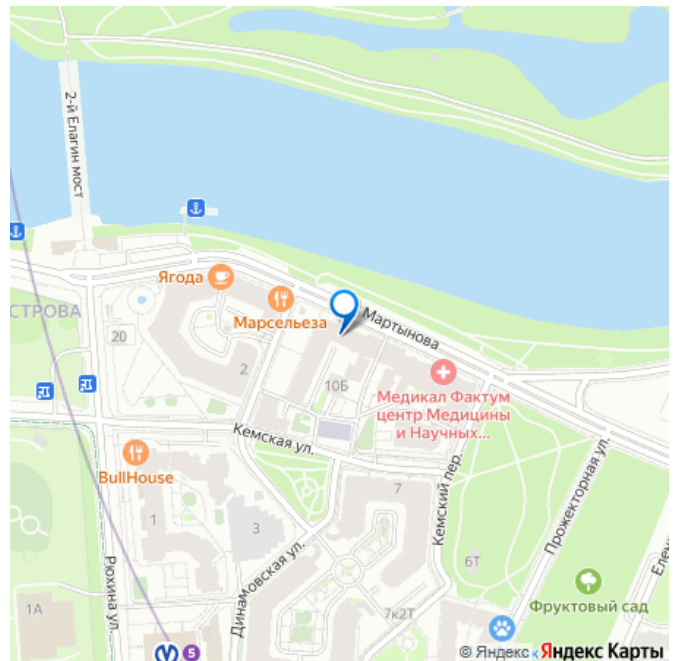 2-й Елагин мост
Ягода
Марсельеза
Мартынова
СТРОВА
20
2
10Б
Медикал Фактум
центр Медицины
и Научных...
Кемская ул.
BullHouse
1
3
7
Кемский пер.
Прожекторная ул.
6Т
Рюхина ул.
Динамовская ул.
1А
7к2Т
Фруктовый сад
5
© Яндекс Яндекс Карты